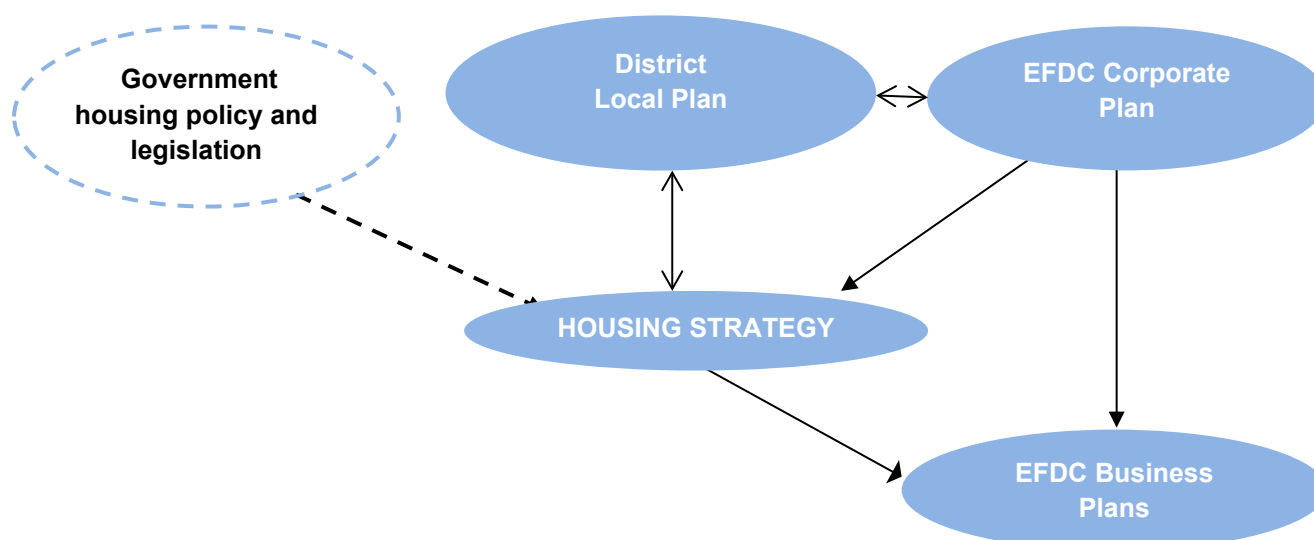 Government
housing policy and
legislation
District
Local Plan
EFDC Corporate
Plan
HOUSING STRATEGY
EFDC Business
Plans